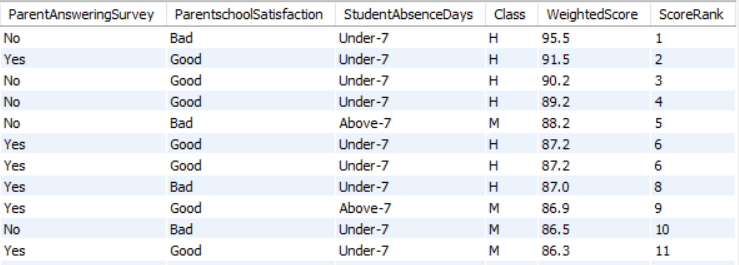 ParentAnsweringSurvey ParentschoolSatisfaction StudentAbsenceDays Class WeightedScore ScoreRank
No Bad Under-7 H 95.5 1
Yes Good Under-7 H 91.5 2
No Good Under-7 H 90.2 3
No Good Under-7 H 89.2 4
No Bad Above-7 M 88.2 5
Yes Good Under-7 H 87.2 6
Yes Good Under-7 H 87.2 6
Yes Bad Under-7 H 87.0 8
Yes Good Above-7 M 86.9 9
No Bad Under-7 M 86.5 10
Yes Good Under-7 M 86.3 11